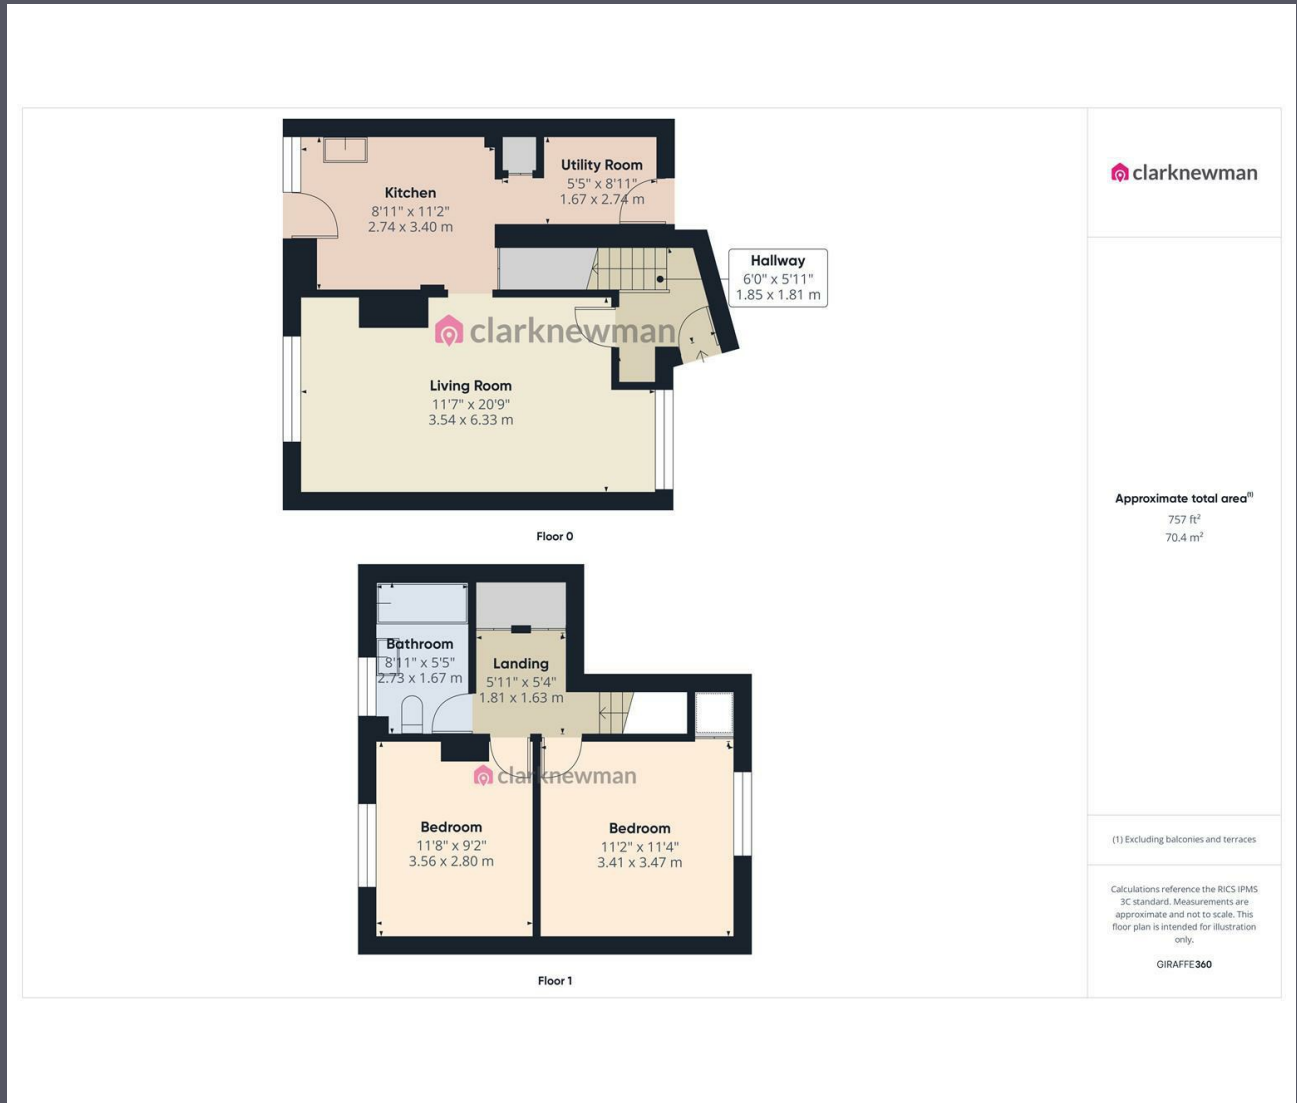 Kitchen
8'11" x 11'2"
2.74 x 3.40 m
Utility Room
5'5" x 8'11"
1.67 x 2.74 m
Hallway
6'0" x 5'11"
1.85 x 1.81 m
clarknewman
Living Room
11'7" x 20'9"
3.54 x 6.33 m
Floor 0
Bathroom
8'11" x 5'5"
2.73 x 1.67 m
Landing
5'11" x 5'4"
1.81 x 1.63 m
clarknewman
Bedroom
11'8" x 9'2"
3.56 x 2.80 m
Bedroom
11'2" x 11'4"
3.41 x 3.47 m
Floor 1
clarknewman
Approximate total area⁽¹⁾
757 ft²
70.4 m²
(1) Excluding balconies and terraces
Calculations reference the RICS IPMS
3C standard. Measurements are
approximate and not to scale. This
floor plan is intended for illustration
only.
GIRAFFE360